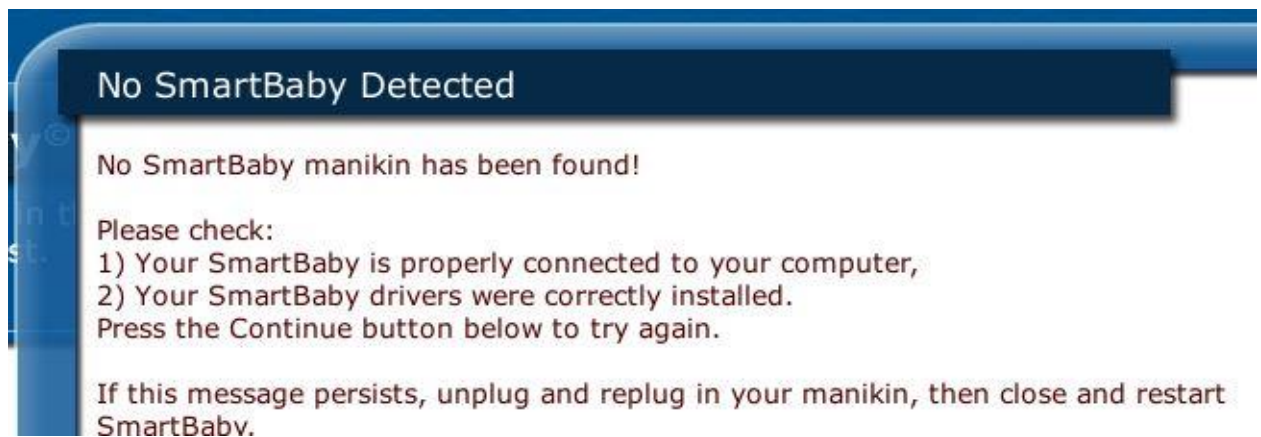 No SmartBaby Detected
No SmartBaby manikin has been found!
Please check:
1) Your SmartBaby is properly connected to your computer,
2) Your SmartBaby drivers were correctly installed.
Press the Continue button below to try again.
If this message persists, unplug and replug in your manikin, then close and restart
SmartBaby.